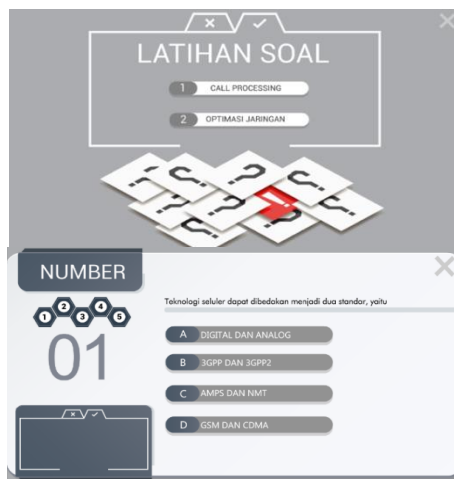 LATIHAN SOAL
1 CALL PROCESSING
2 OPTIMASI JARINGAN
NUMBER
1 2 3 4 5
01
Teknologi seluler dapat dibedakan menjadi dua standar, yaitu
A DIGITAL DAN ANALOG
B 3GPP DAN 3GPP2
C AMPS DAN NMT
D GSM DAN CDMA